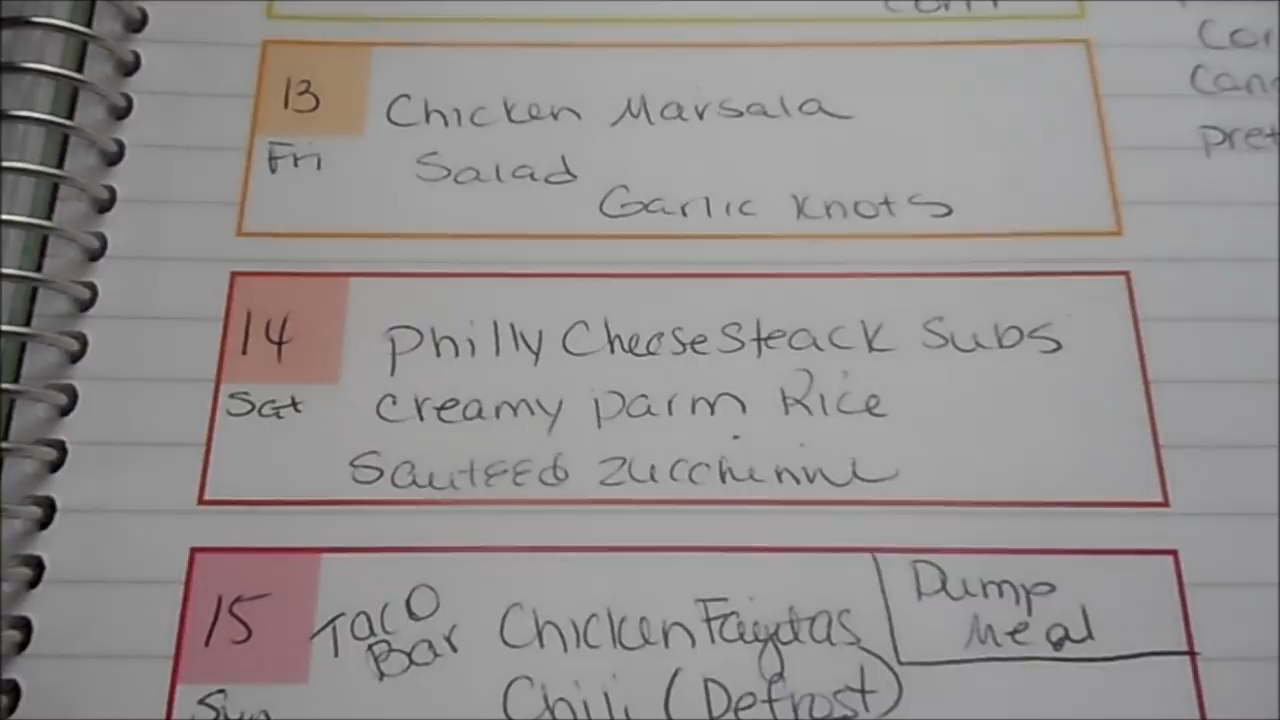 13
Chicken Marsala
Fri
Salad
Garlic Knots
14
Philly CheeseSteack Subs
Sat
Creamy parm Rice
Sauteed Zucchinni
15
Taco
Bar
Chicken Fajitas
Dump
Meal
Sun
Chili (Defrost)